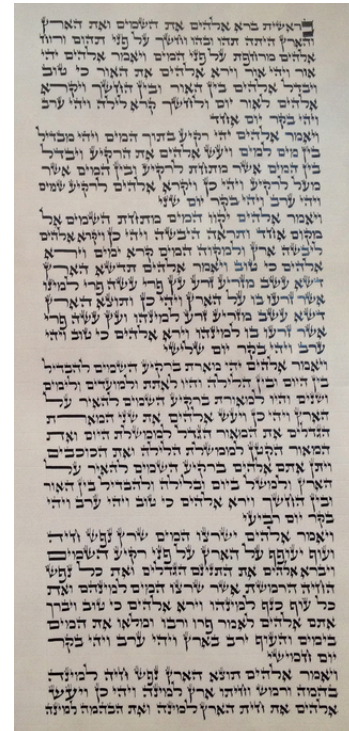 בראשית ברא אלהים את השמים ואת הארץ
והארץ היתה תהו ובהו וחשך על פני תהום ורוח
אלהים מרחפת על פני המים ויאמר אלהים יהי
אור ויהי אור וירא אלהים את האור כי טוב
ויבדל אלהים בין האור ובין החשך ויקרא
אלהים לאור יום ולחשך קרא לילה ויהי ערב
ויהי בקר יום אחד
ויאמר אלהים יהי רקיע בתוך המים ויהי מבדיל
בין מים למים ויעש אלהים את הרקיע ויבדל
בין המים אשר מתחת לרקיע ובין המים אשר
מעל לרקיע ויהי כן ויקרא אלהים לרקיע שמים
ויהי ערב ויהי בקר יום שני
ויאמר אלהים יקוו המים מתחת השמים אל
מקום אחד ותראה היבשה ויהי כן ויקרא אלהים
ליבשה ארץ ולמקוה המים קרא ימים וירא
אלהים כי טוב ויאמר אלהים תדשא הארץ
דשא עשב מזריע זרע עץ פרי עשה פרי למינו
אשר זרעו בו על הארץ ויהי כן ותוצא הארץ
דשא עשב מזריע זרע למינהו ועץ עשה פרי
אשר זרעו בו למינהו וירא אלהים כי טוב ויהי
ערב ויהי בקר יום שלישי
ויאמר אלהים יהי מארת ברקיע השמים להבדיל
בין היום ובין הלילה והיו לאתת ולמועדים ולימים
ושנים והיו למאורת ברקיע השמים להאיר על
הארץ ויהי כן ויעש אלהים את שני המארת
הגדלים את המאור הגדל לממשלת היום ואת
המאור הקטן לממשלת הלילה ואת הכוכבים
ויתן אתם אלהים ברקיע השמים להאיר על
הארץ ולמשל ביום ובלילה ולהבדיל בין האור
ובין החשך וירא אלהים כי טוב ויהי ערב ויהי
בקר יום רביעי
ויאמר אלהים ישרצו המים שרץ נפש חיה
ועוף יעופף על הארץ על פני רקיע השמים
ויברא אלהים את התנינם הגדלים ואת כל נפש
החיה הרמשת אשר שרצו המים למינהם ואת
כל עוף כנף למינהו וירא אלהים כי טוב ויברך
אתם אלהים לאמר פרו ורבו ומלאו את המים
בימים והעוף ירב בארץ ויהי ערב ויהי בקר
יום חמישי
ויאמר אלהים תוצא הארץ נפש חיה למינה
בהמה ורמש וחיתו ארץ למינה ויהי כן ויעש
אלהים את חית הארץ למינה ואת הבהמה למינה